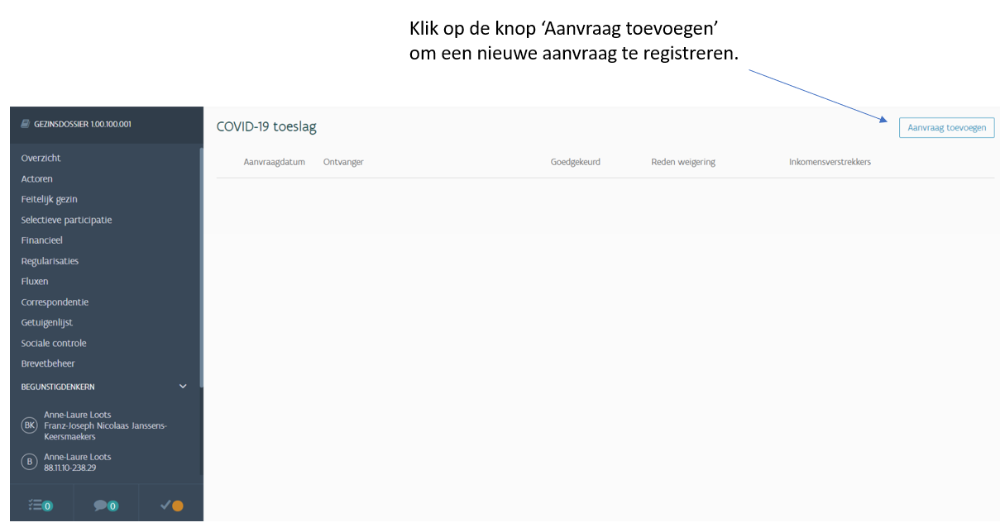 Klik op de knop ‘Aanvraag toevoegen’
om een nieuwe aanvraag te registreren.
GEZINSDOSSIER 1.00.100.001
COVID-19 toeslag
Aanvraag toevoegen
Aanvraagdatum Ontvanger Goedgekeurd Reden weigering Inkomensverstrekkers
Overzicht
Actoren
Feitelijk gezin
Selectieve participatie
Financieel
Regularisaties
Fluxen
Correspondentie
Getuigenlijst
Sociale controle
Brevetbeheer
BEGUNSTIGDENKERN
BK
Anne-Laure Loots
Franz-Joseph Nicolaas Janssens-
Keersmaekers
B
Anne-Laure Loots
88.11.10-238.29
0 0